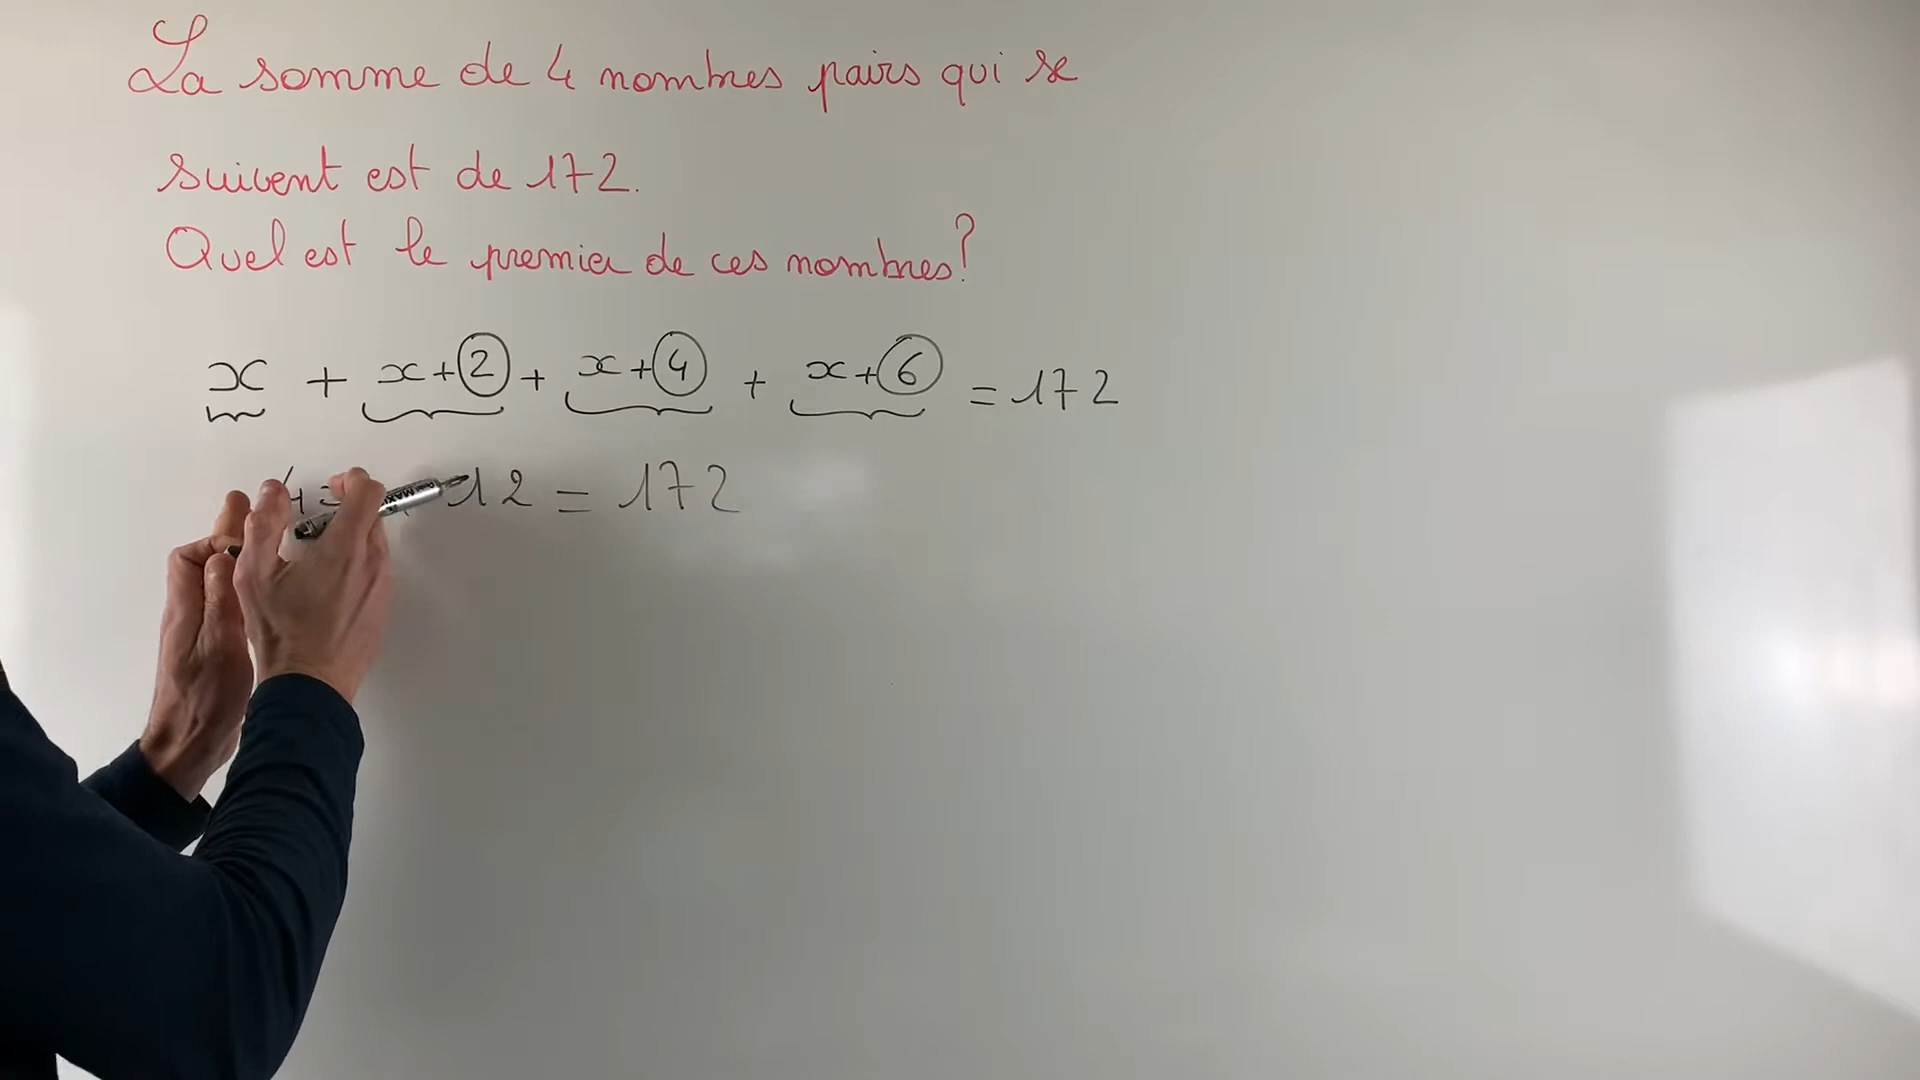 La somme de 4 nombres pairs qui se
suivent est de 172.
Quel est le premier de ces nombres?
x + x+2 + x+4 + x+6 = 172
4 12 = 172